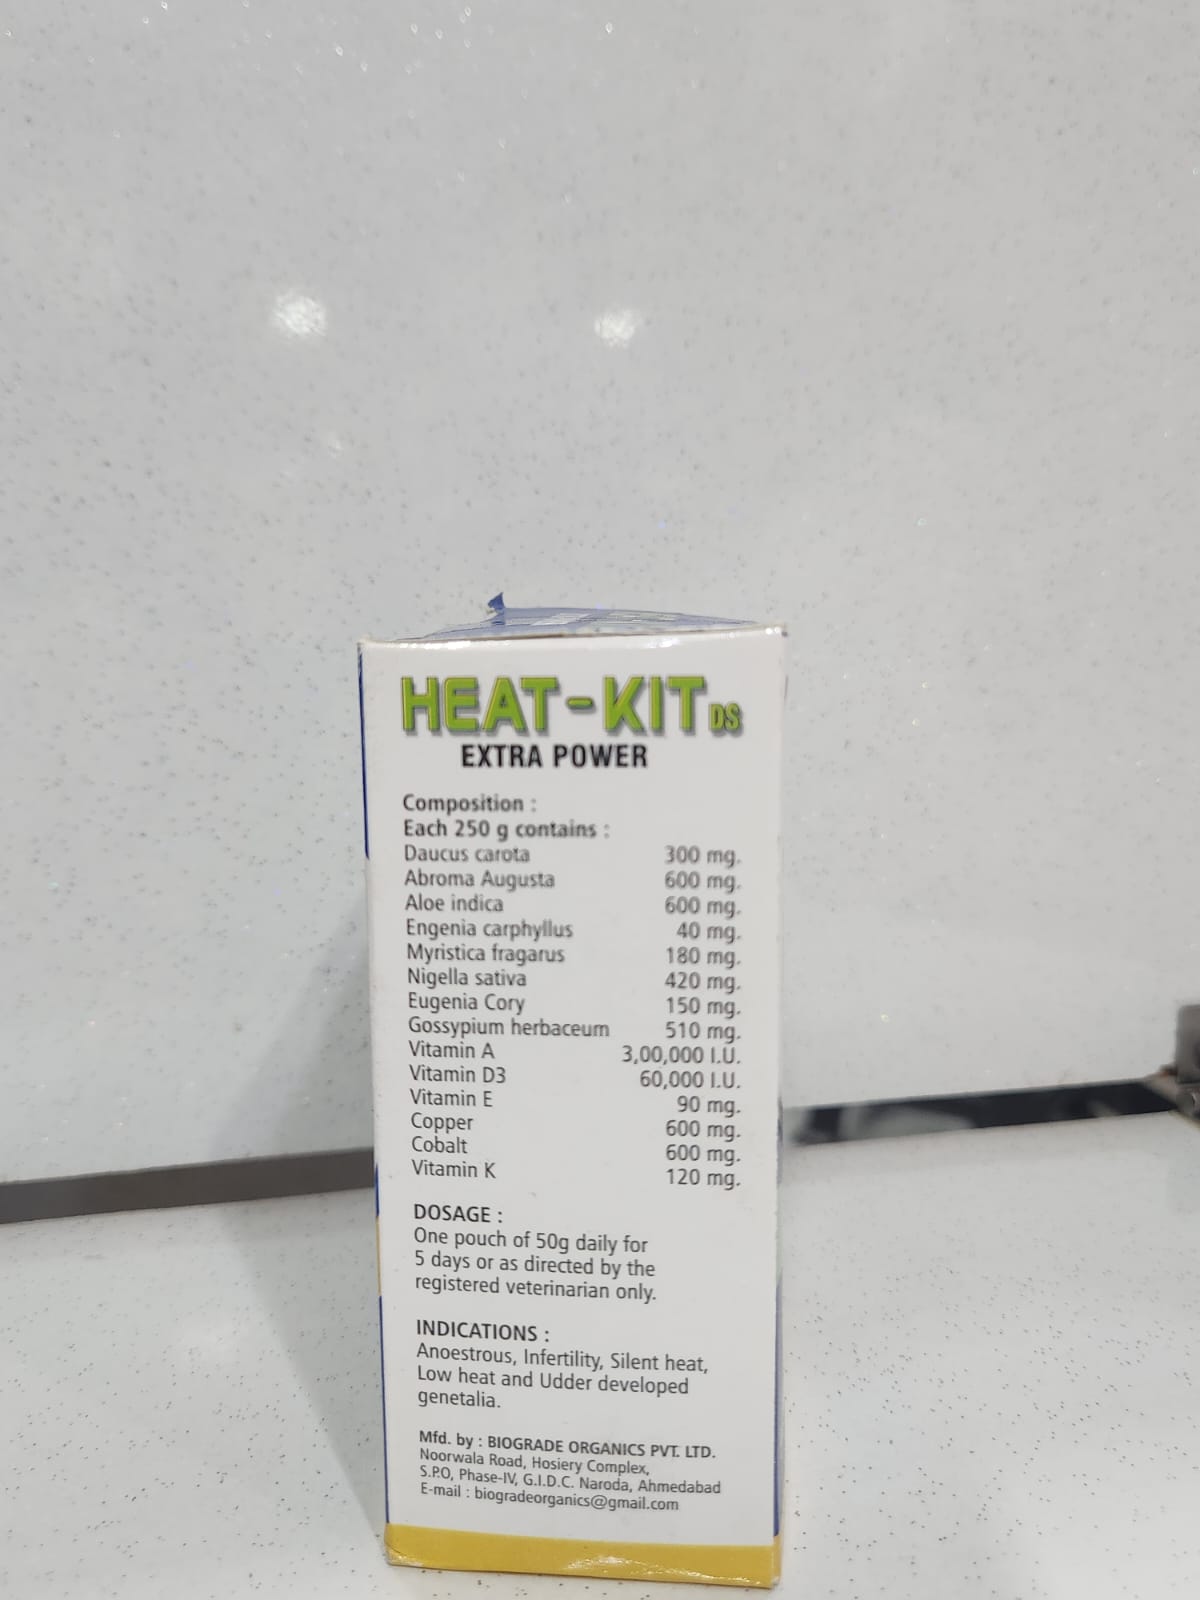 HEAT-KIT DS
EXTRA POWER
Composition :
Each 250 g contains :
Daucus carota 300 mg.
Abroma Augusta 600 mg.
Aloe indica 600 mg.
Engenia carphyllus 40 mg.
Myristica fragarus 180 mg.
Nigella sativa 420 mg.
Eugenia Cory 150 mg.
Gossypium herbaceum 510 mg.
Vitamin A 3,00,000 I.U.
Vitamin D3 60,000 I.U.
Vitamin E 90 mg.
Copper 600 mg.
Cobalt 600 mg.
Vitamin K 120 mg.
DOSAGE :
One pouch of 50g daily for
5 days or as directed by the
registered veterinarian only.
INDICATIONS :
Anoestrous, Infertility, Silent heat,
Low heat and Udder developed
genetalia.
Mfd. by : BIOGRADE ORGANICS PVT. LTD.
Noorwala Road, Hosiery Complex,
S.P.O, Phase-IV, G.I.D.C. Naroda, Ahmedabad
E-mail : biogradeorganics@gmail.com